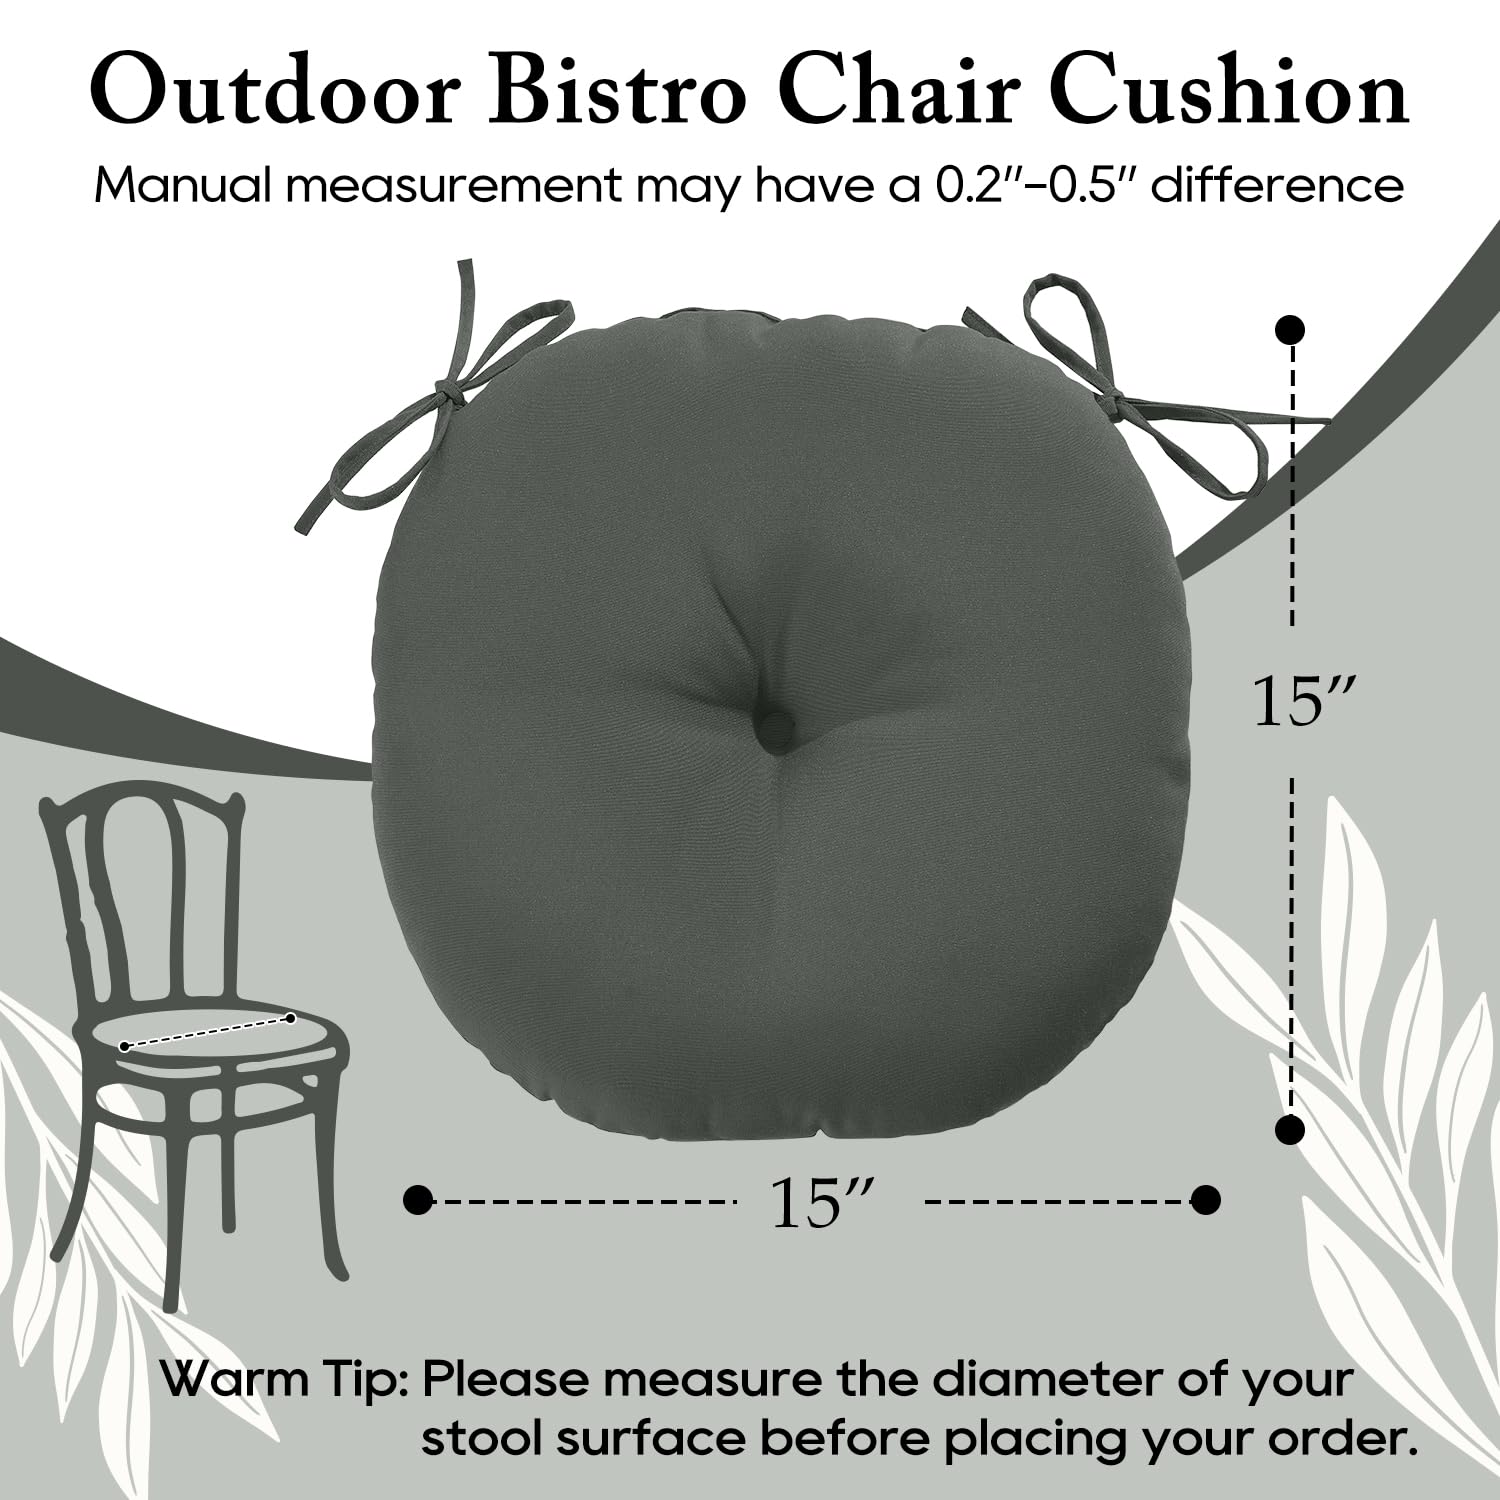 Outdoor Bistro Chair Cushion
Manual measurement may have a 0.2″-0.5″ difference
15″
15″
Warm Tip: Please measure the diameter of your
stool surface before placing your order.